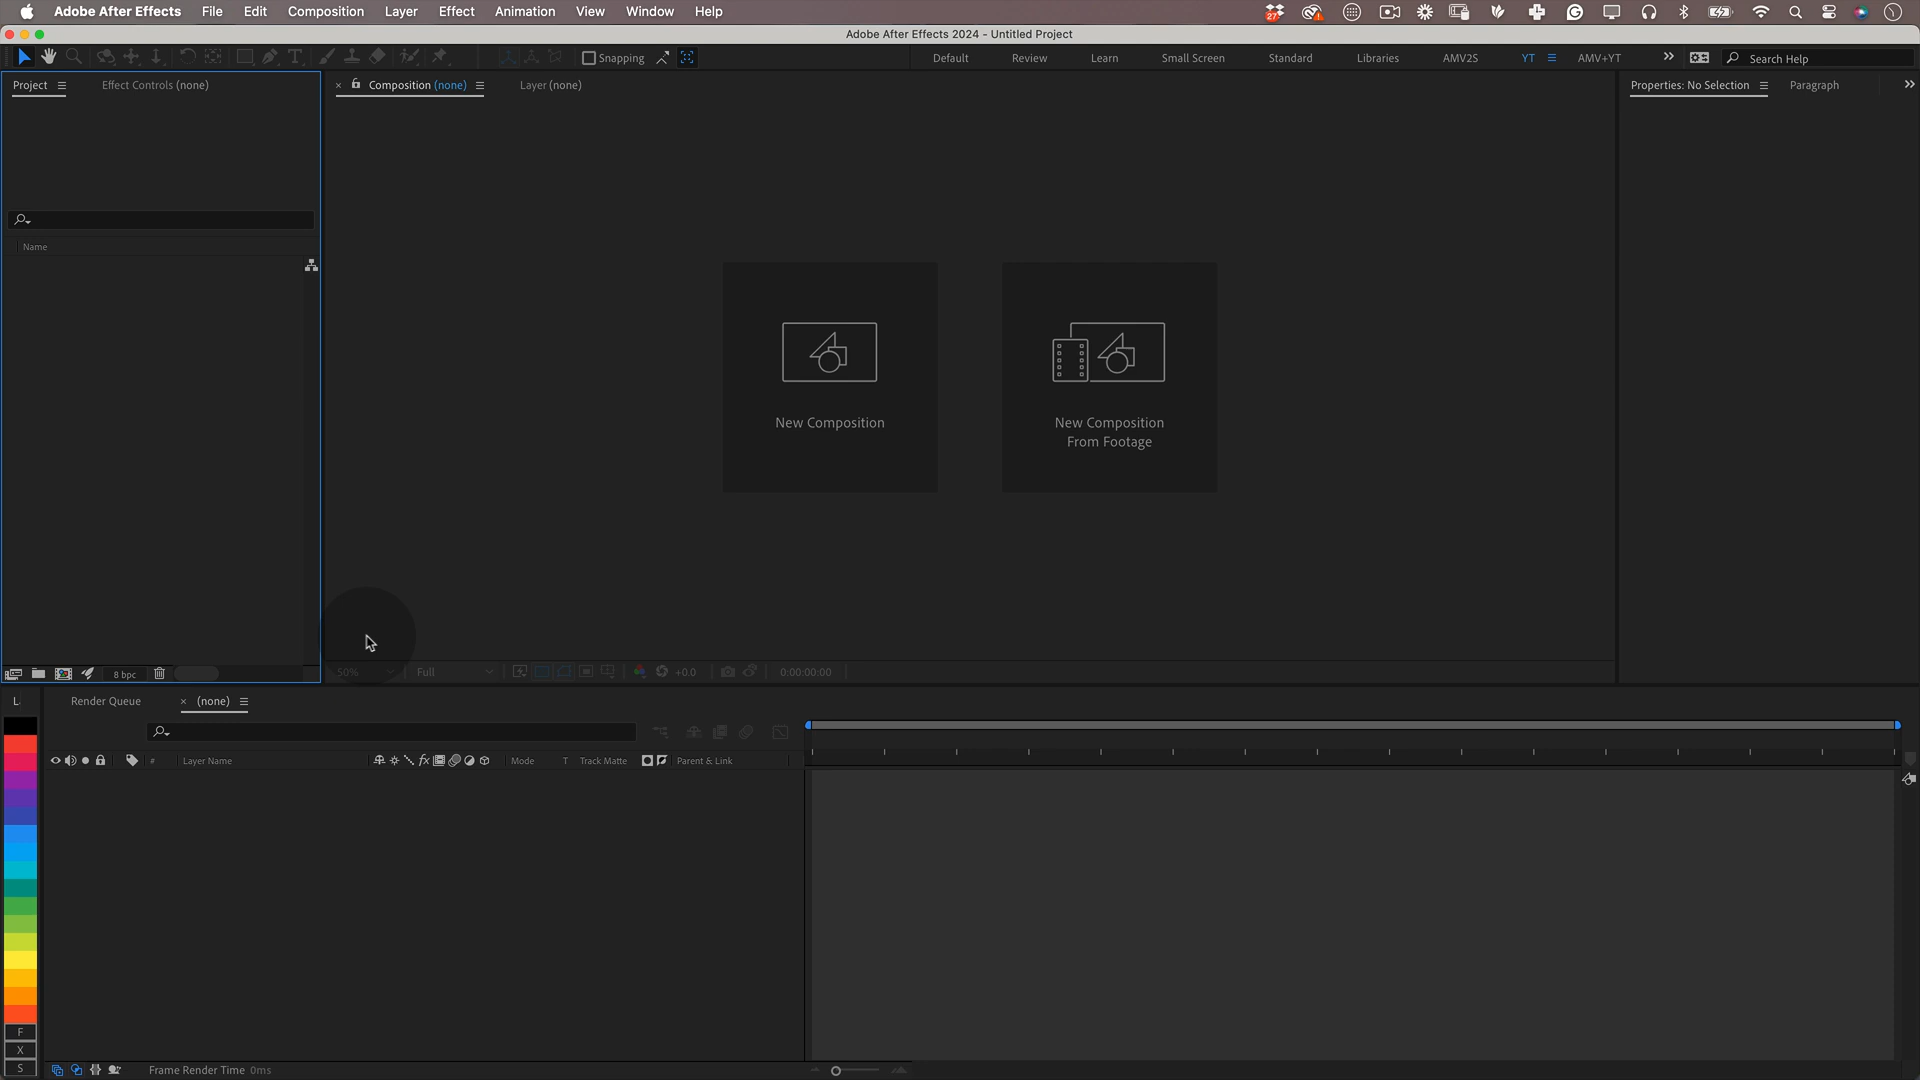 Adobe After Effects File Edit Composition Layer Effect Animation View Window Help
27
Adobe After Effects 2024 - Untitled Project
Snapping Default Review Learn Small Screen Standard Libraries AMV2S YT AMV+YT Search Help
Project Effect Controls (none) Composition (none) Layer (none) Properties: No Selection Paragraph
Name
New Composition
New Composition
From Footage
8 bpc
50% Full +0.0 0:00:00:00
L
Render Queue (none)
# Layer Name fx Mode T Track Matte Parent & Link
F
X
S
Frame Render Time 0ms